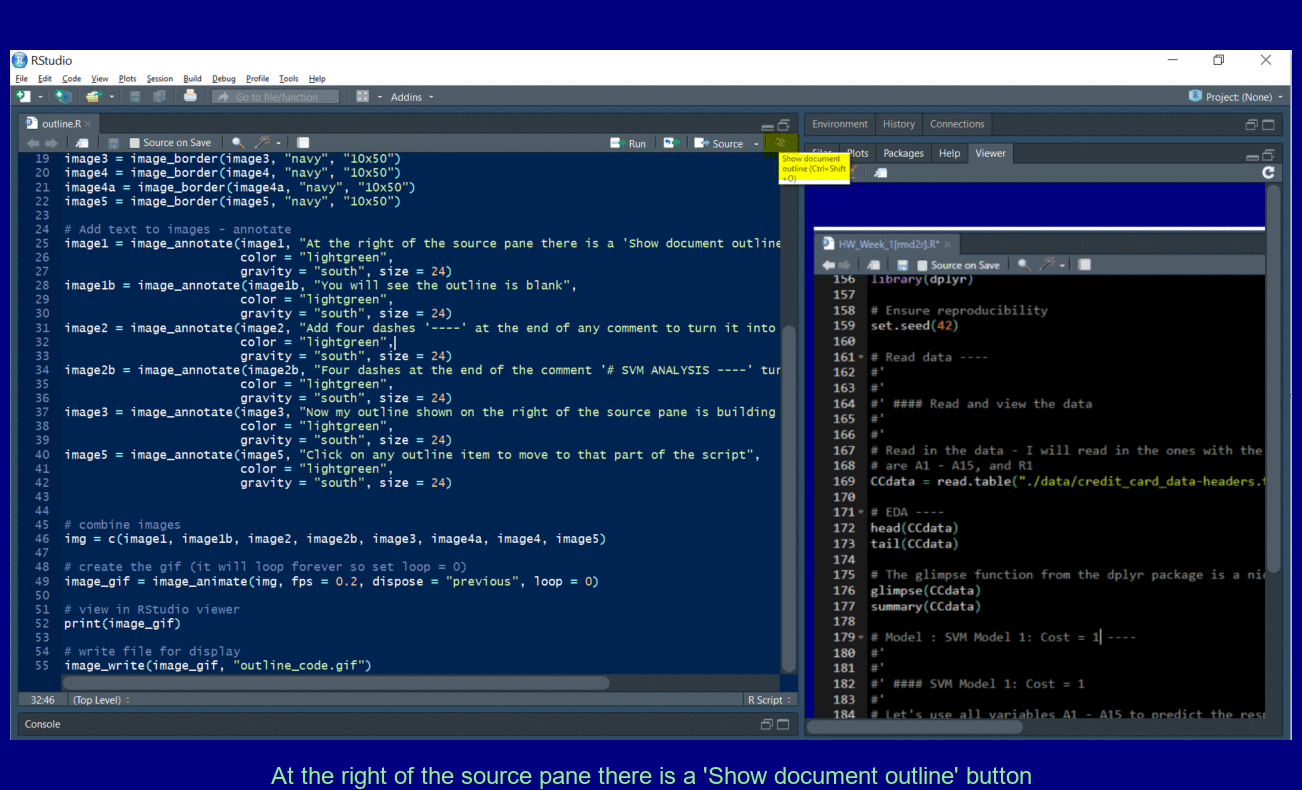 RStudio
File Edit Code View Plots Session Build Debug Profile Tools Help
Go to file/function Addins Project: (None)
outline.R
Source on Save Run Source
19 image3 = image_border(image3, "navy", "10x50")
20 image4 = image_border(image4, "navy", "10x50")
21 image4a = image_border(image4a, "navy", "10x50")
22 image5 = image_border(image5, "navy", "10x50")
23
24 # Add text to images - annotate
25 image1 = image_annotate(image1, "At the right of the source pane there is a 'Show document outline
26 color = "lightgreen",
27 gravity = "south", size = 24)
28 image1b = image_annotate(image1b, "You will see the outline is blank",
29 color = "lightgreen",
30 gravity = "south", size = 24)
31 image2 = image_annotate(image2, "Add four dashes '----' at the end of any comment to turn it into
32 color = "lightgreen",
33 gravity = "south", size = 24)
34 image2b = image_annotate(image2b, "Four dashes at the end of the comment '# SVM ANALYSIS ----' tur
35 color = "lightgreen",
36 gravity = "south", size = 24)
37 image3 = image_annotate(image3, "Now my outline shown on the right of the source pane is building
38 color = "lightgreen",
39 gravity = "south", size = 24)
40 image5 = image_annotate(image5, "Click on any outline item to move to that part of the script",
41 color = "lightgreen",
42 gravity = "south", size = 24)
43
44
45 # combine images
46 img = c(image1, image1b, image2, image2b, image3, image4a, image4, image5)
47
48 # create the gif (it will loop forever so set loop = 0)
49 image_gif = image_animate(img, fps = 0.2, dispose = "previous", loop = 0)
50
51 # view in RStudio viewer
52 print(image_gif)
53
54 # write file for display
55 image_write(image_gif, "outline_code.gif")
32:46 (Top Level) R Script
Console
Environment History Connections
Files Plots Packages Help Viewer
Show document
outline (Ctrl+Shift
+O)
HW_Week_1[rmd2r].R*
Source on Save
156 library(dplyr)
157
158 # Ensure reproducibility
159 set.seed(42)
160
161 # Read data ----
162 #'
163 #'
164 #' #### Read and view the data
165 #'
166 #'
167 # Read in the data - I will read in the ones with the
168 # are A1 - A15, and R1
169 CCdata = read.table("./data/credit_card_data-headers.t
170
171 # EDA ----
172 head(CCdata)
173 tail(CCdata)
174
175 # The glimpse function from the dplyr package is a nic
176 glimpse(CCdata)
177 summary(CCdata)
178
179 # Model : SVM Model 1: Cost = 1 ----
180 #'
181 #'
182 #' #### SVM Model 1: Cost = 1
183 #'
184 # Let's use all variables A1 - A15 to predict the resp
At the right of the source pane there is a 'Show document outline' button